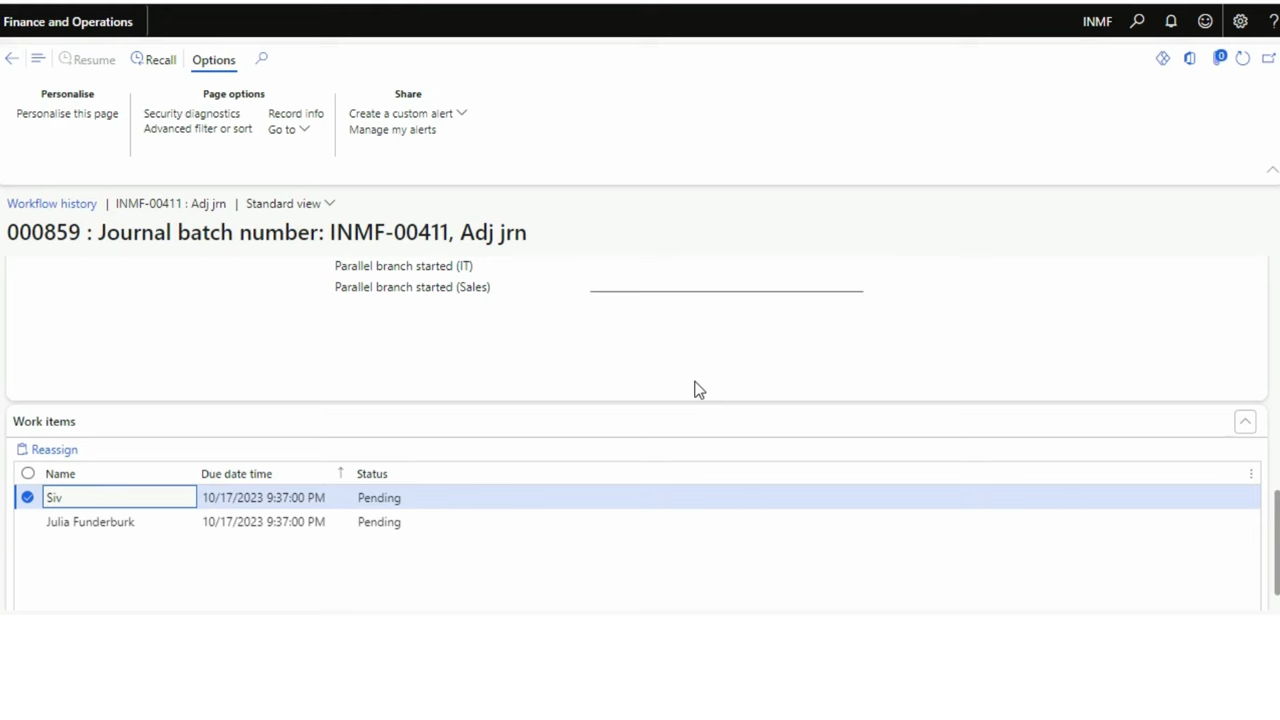 Finance and Operations
INMF
?
Resume
Recall
Options
0
Personalise
Personalise this page
Page options
Security diagnostics
Record info
Advanced filter or sort
Go to
Share
Create a custom alert
Manage my alerts
Workflow history | INMF-00411 : Adj jrn | Standard view
000859 : Journal batch number: INMF-00411, Adj jrn
Parallel branch started (IT)
Parallel branch started (Sales)
Work items
Reassign
Name Due date time Status
Siv 10/17/2023 9:37:00 PM Pending
Julia Funderburk 10/17/2023 9:37:00 PM Pending